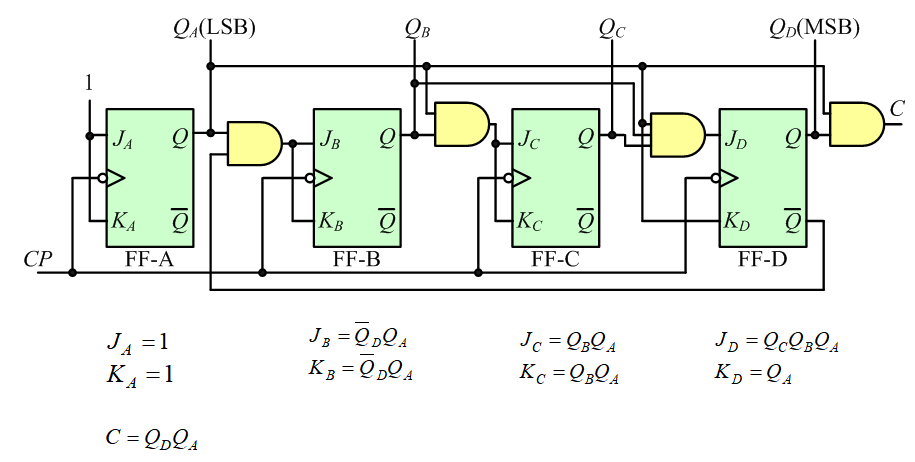 Q_A(LSB) Q_B Q_C Q_D(MSB)
1
C
J_A Q J_B Q J_C Q J_D Q
K_A Q̅ K_B Q̅ K_C Q̅ K_D Q̅
CP FF-A FF-B FF-C FF-D
J_A = 1
K_A = 1
J_B = Q̅_D Q_A
K_B = Q̅_D Q_A
J_C = Q_B Q_A
K_C = Q_B Q_A
J_D = Q_C Q_B Q_A
K_D = Q_A
C = Q_D Q_A